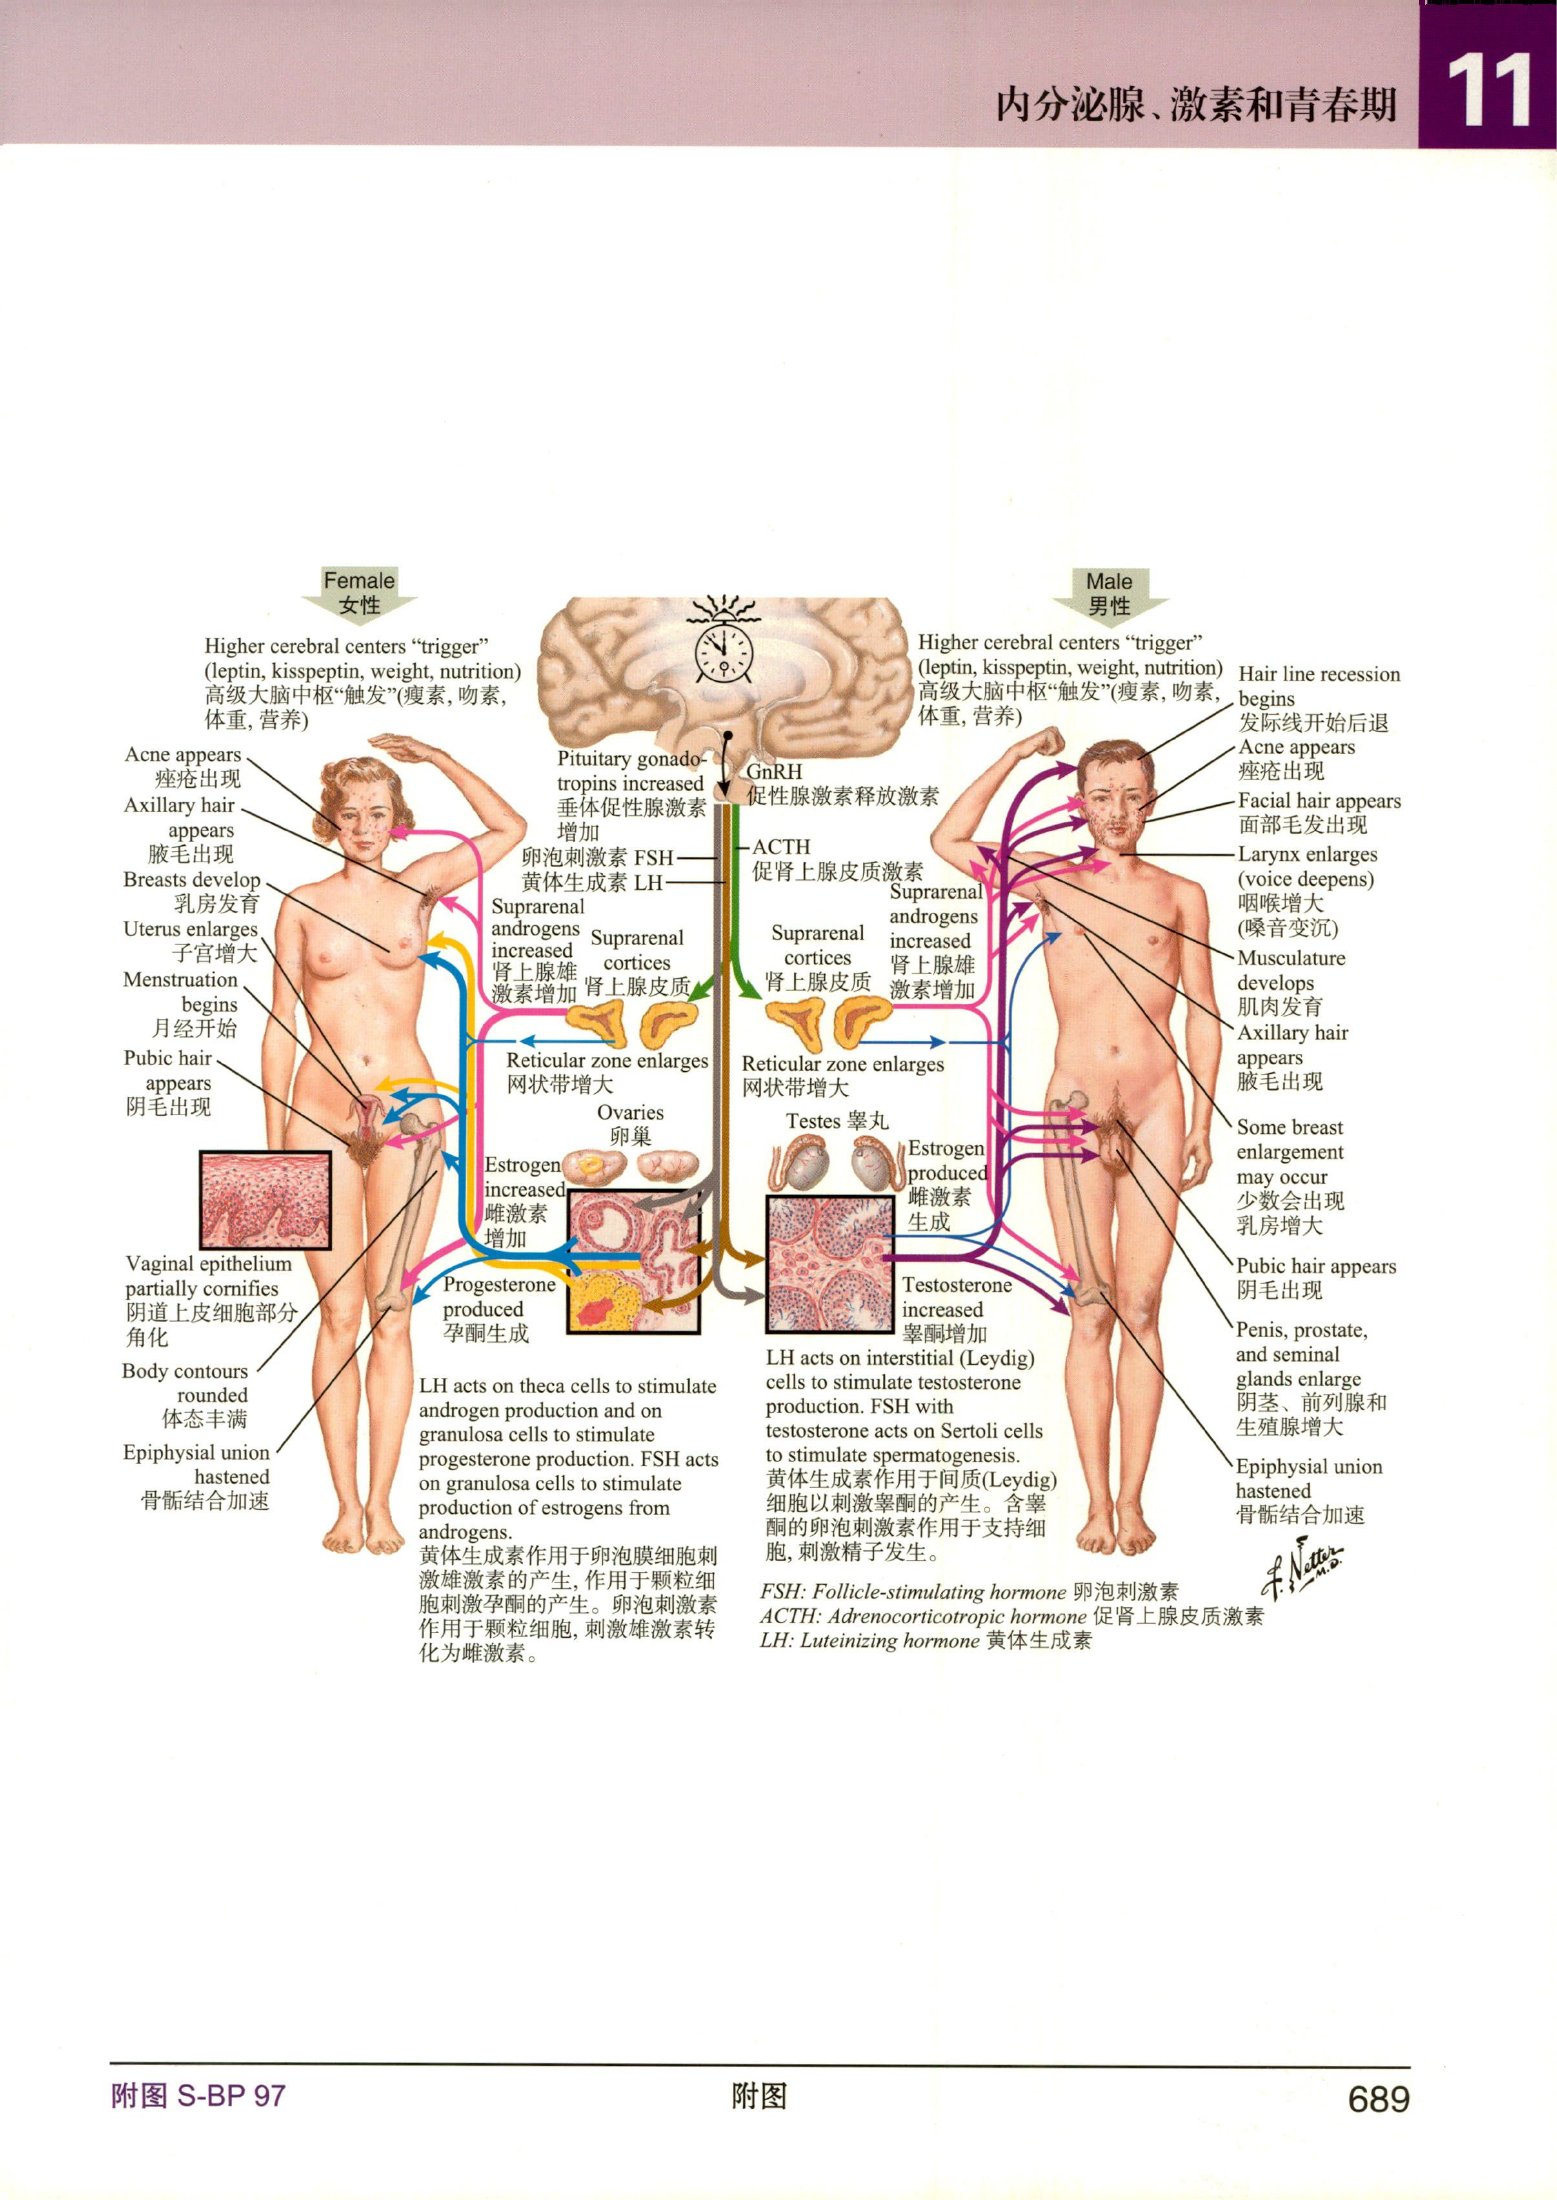 内分泌腺、激素和青春期
11
Female
女性
Higher cerebral centers “trigger”
(leptin, kisspeptin, weight, nutrition)
高级大脑中枢“触发”(瘦素, 吻素,
体重, 营养)
Acne appears
痤疮出现
Axillary hair
appears
腋毛出现
Breasts develop
乳房发育
Uterus enlarges
子宫增大
Menstruation
begins
月经开始
Pubic hair
appears
阴毛出现
Vaginal epithelium
partially cornifies
阴道上皮细胞部分
角化
Body contours
rounded
体态丰满
Epiphysial union
hastened
骨骺结合加速
Pituitary gonado-
tropins increased
垂体促性腺激素
增加
卵泡刺激素 FSH
黄体生成素 LH
GnRH
促性腺激素释放激素
ACTH
促肾上腺皮质激素
Suprarenal
androgens
increased
肾上腺雄
激素增加
Suprarenal
cortices
肾上腺皮质
Suprarenal
cortices
肾上腺皮质
Suprarenal
androgens
increased
肾上腺雄
激素增加
Reticular zone enlarges
网状带增大
Reticular zone enlarges
网状带增大
Ovaries
卵巢
Testes 睾丸
Estrogen
increased
雌激素
增加
Estrogen
produced
雌激素
生成
Progesterone
produced
孕酮生成
Testosterone
increased
睾酮增加
LH acts on theca cells to stimulate
androgen production and on
granulosa cells to stimulate
progesterone production. FSH acts
on granulosa cells to stimulate
production of estrogens from
androgens.
黄体生成素作用于卵泡膜细胞刺
激雄激素的产生, 作用于颗粒细
胞刺激孕酮的产生。卵泡刺激素
作用于颗粒细胞, 刺激雄激素转
化为雌激素。
LH acts on interstitial (Leydig)
cells to stimulate testosterone
production. FSH with
testosterone acts on Sertoli cells
to stimulate spermatogenesis.
黄体生成素作用于间质(Leydig)
细胞以刺激睾酮的产生。含睾
酮的卵泡刺激素作用于支持细
胞, 刺激精子发生。
FSH: Follicle-stimulating hormone 卵泡刺激素
ACTH: Adrenocorticotropic hormone 促肾上腺皮质激素
LH: Luteinizing hormone 黄体生成素
Male
男性
Higher cerebral centers “trigger”
(leptin, kisspeptin, weight, nutrition)
高级大脑中枢“触发”(瘦素, 吻素,
体重, 营养)
Hair line recession
begins
发际线开始后退
Acne appears
痤疮出现
Facial hair appears
面部毛发出现
Larynx enlarges
(voice deepens)
咽喉增大
(嗓音变沉)
Musculature
develops
肌肉发育
Axillary hair
appears
腋毛出现
Some breast
enlargement
may occur
少数会出现
乳房增大
Pubic hair appears
阴毛出现
Penis, prostate,
and seminal
glands enlarge
阴茎、前列腺和
生殖腺增大
Epiphysial union
hastened
骨骺结合加速
F. Netter
M.D.
附图 S-BP 97
附图
689